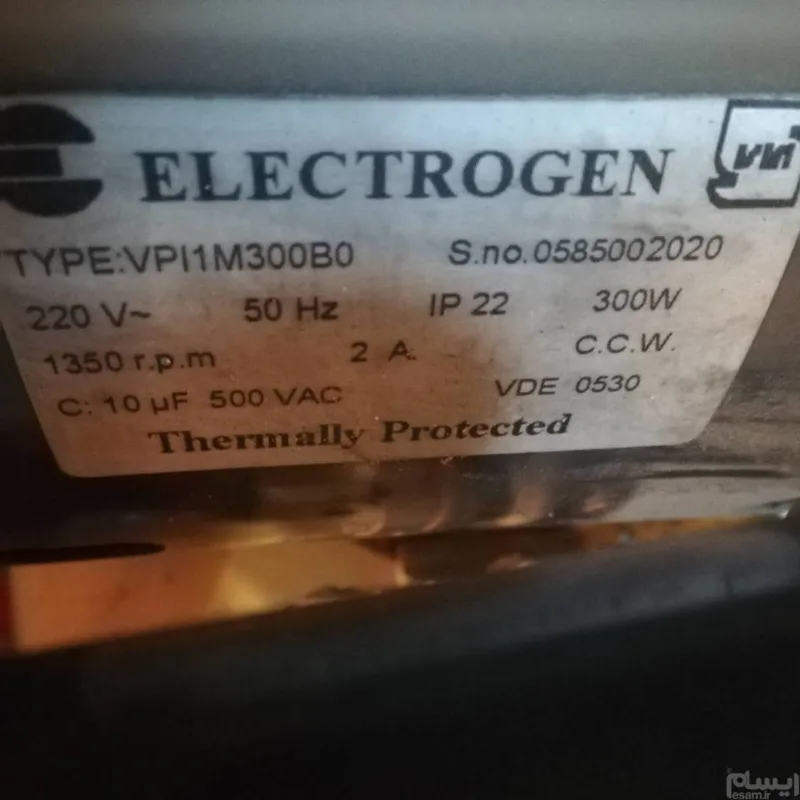 ELECTROGEN
TYPE:VPI1M300B0 S.no.0585002020
220 V~ 50 Hz IP 22 300W
1350 r.p.m 2 A. C.C.W.
C: 10 µF 500 VAC VDE 0530
Thermally Protected
ایسام
esam.ir